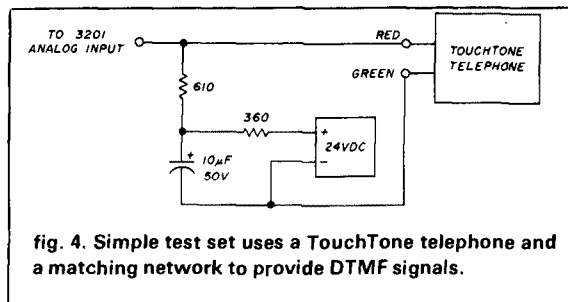 TO 3201
ANALOG INPUT
RED
GREEN
TOUCHTONE
TELEPHONE
610
360
+
24VDC
−
+
10µF
50V
fig. 4. Simple test set uses a TouchTone telephone and
a matching network to provide DTMF signals.